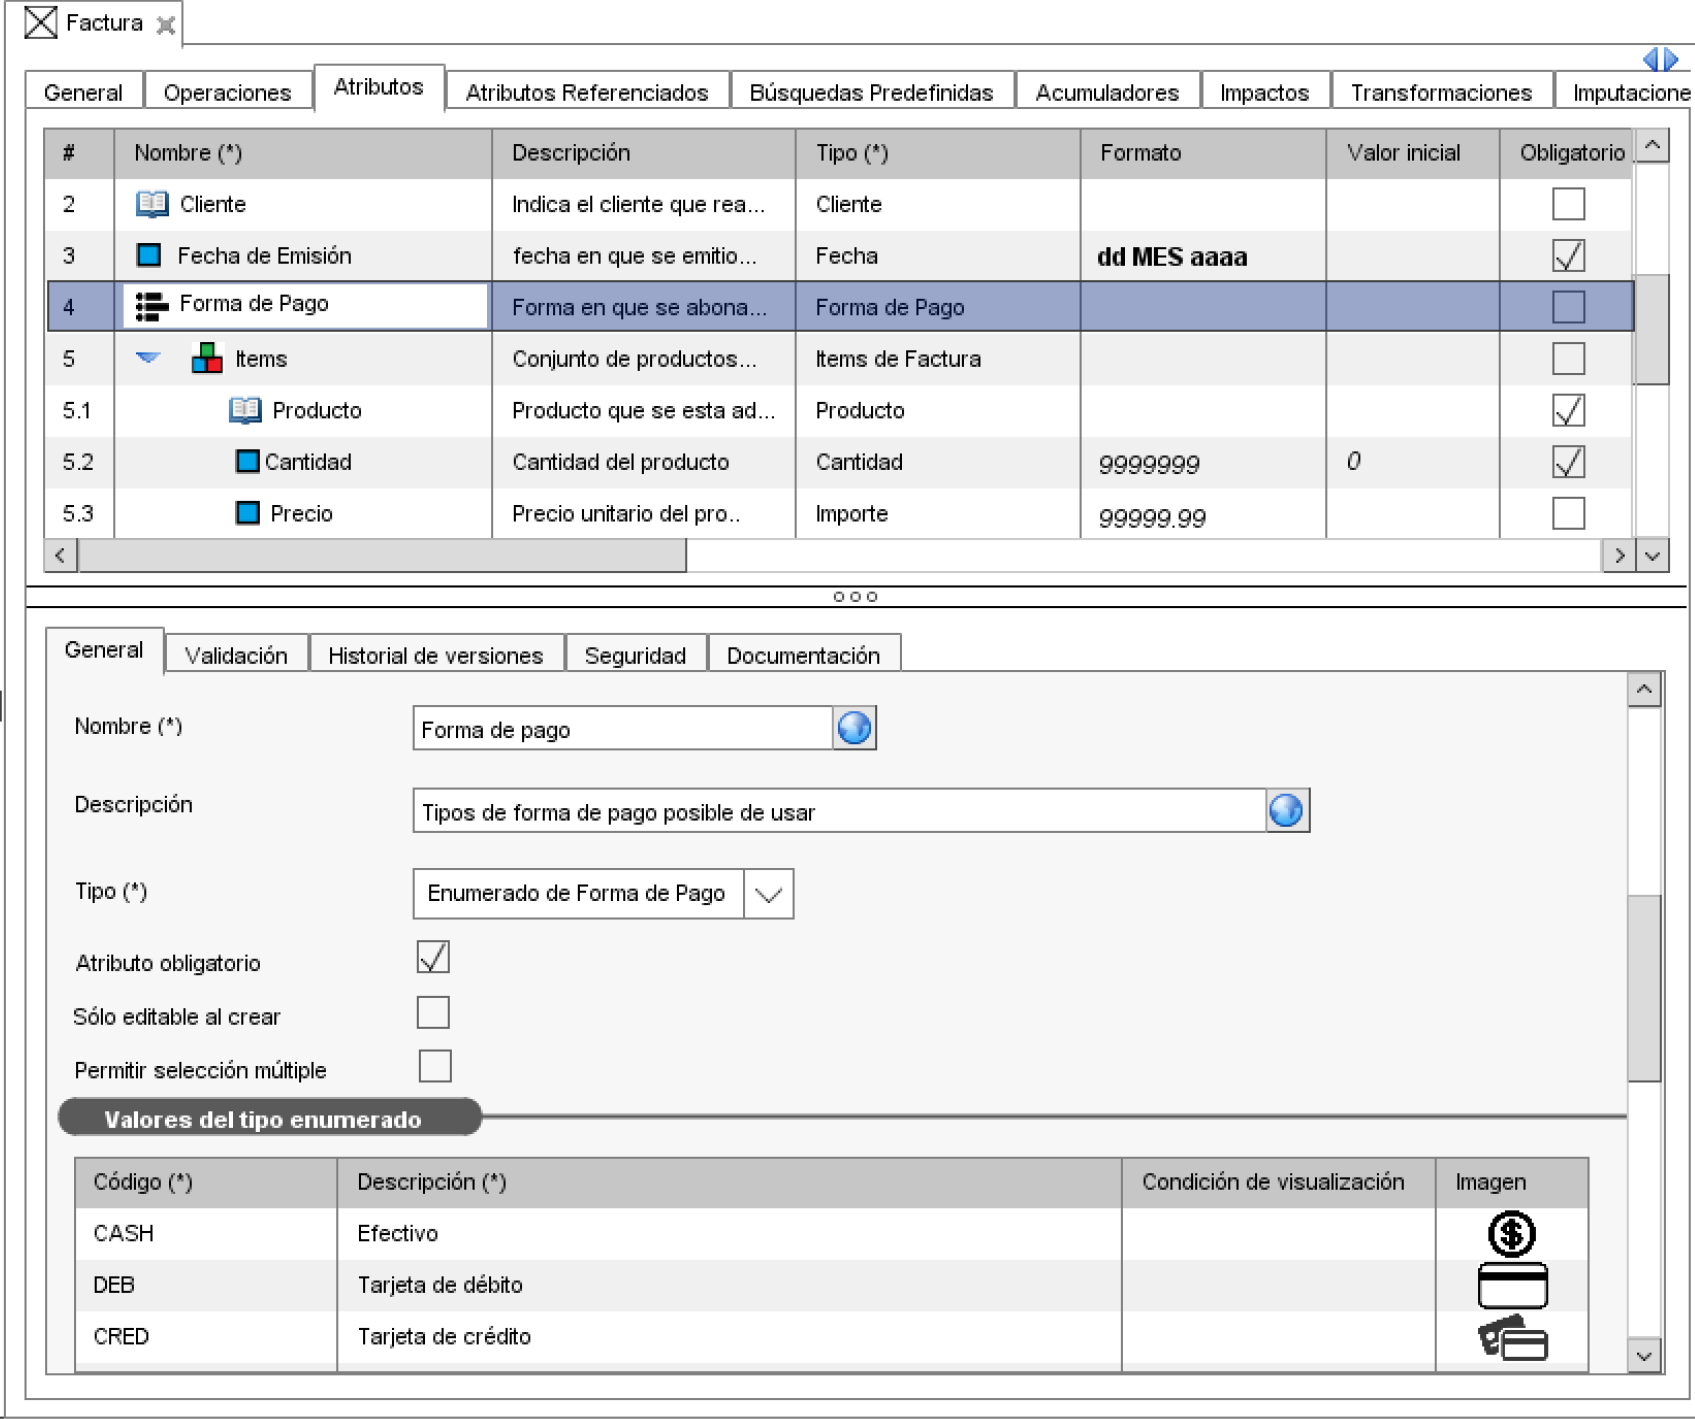 Factura
General Operaciones Atributos Atributos Referenciados Búsquedas Predefinidas Acumuladores Impactos Transformaciones Imputacione
# Nombre (*) Descripción Tipo (*) Formato Valor inicial Obligatorio
2 Cliente Indica el cliente que rea... Cliente
3 Fecha de Emisión fecha en que se emitio... Fecha dd MES aaaa
4 Forma de Pago Forma en que se abona... Forma de Pago
5 Items Conjunto de productos... Items de Factura
5.1 Producto Producto que se esta ad... Producto
5.2 Cantidad Cantidad del producto Cantidad 9999999 0
5.3 Precio Precio unitario del pro.. Importe 99999.99
General Validación Historial de versiones Seguridad Documentación
Nombre (*) Forma de pago
Descripción Tipos de forma de pago posible de usar
Tipo (*) Enumerado de Forma de Pago
Atributo obligatorio
Sólo editable al crear
Permitir selección múltiple
Valores del tipo enumerado
Código (*) Descripción (*) Condición de visualización Imagen
CASH Efectivo
DEB Tarjeta de débito
CRED Tarjeta de crédito